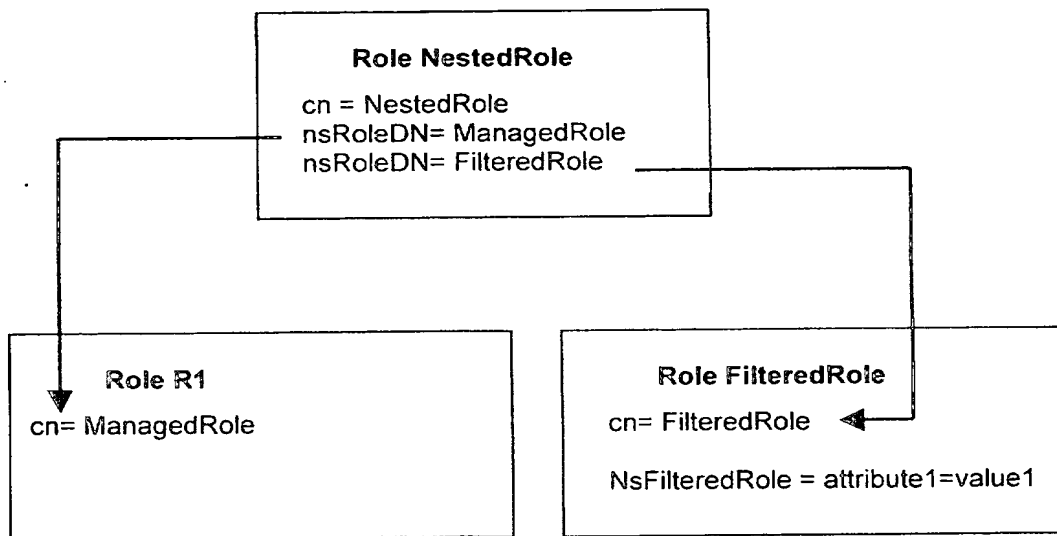 Role NestedRole
cn = NestedRole
nsRoleDN= ManagedRole
nsRoleDN= FilteredRole
Role R1
cn= ManagedRole
Role FilteredRole
cn= FilteredRole
NsFilteredRole = attribute1=value1